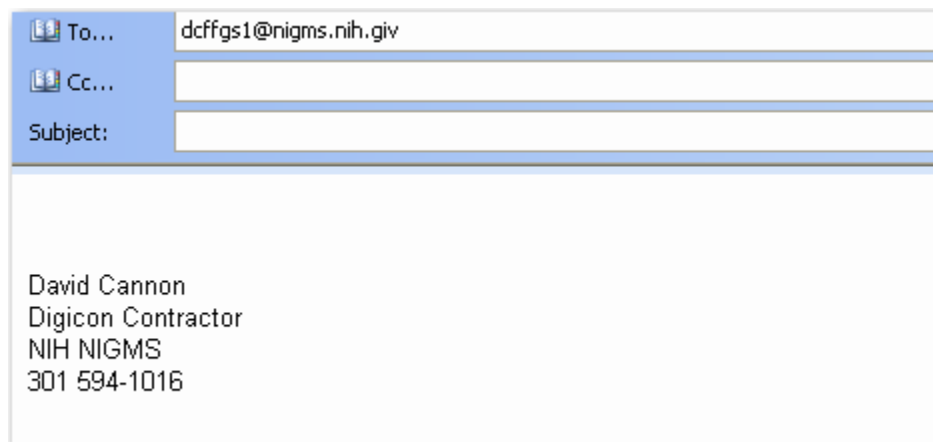 To... dcffgs1@nigms.nih.giv
Cc...
Subject:
David Cannon
Digicon Contractor
NIH NIGMS
301 594-1016